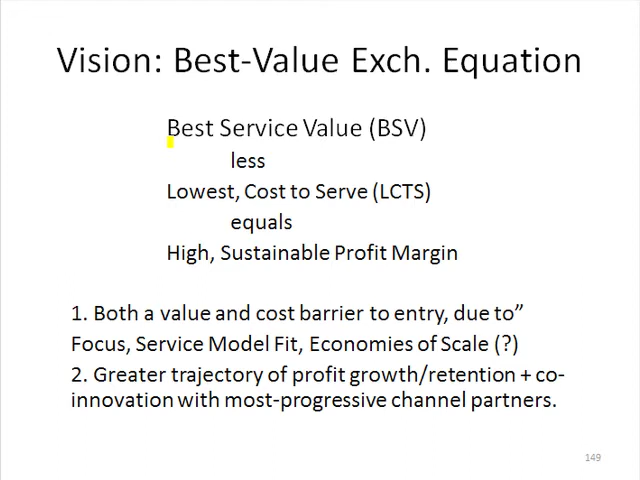 Vision: Best-Value Exch. Equation
Best Service Value (BSV)
less
Lowest, Cost to Serve (LCTS)
equals
High, Sustainable Profit Margin
1. Both a value and cost barrier to entry, due to”
Focus, Service Model Fit, Economies of Scale (?)
2. Greater trajectory of profit growth/retention + co-
innovation with most-progressive channel partners.
149